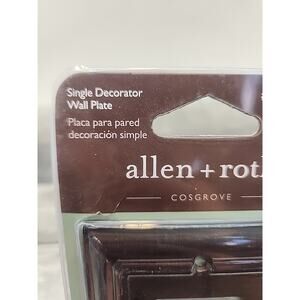 Single Decorator
Wall Plate
Placa para pared
decoración simple
allen + rot
COSGROVE